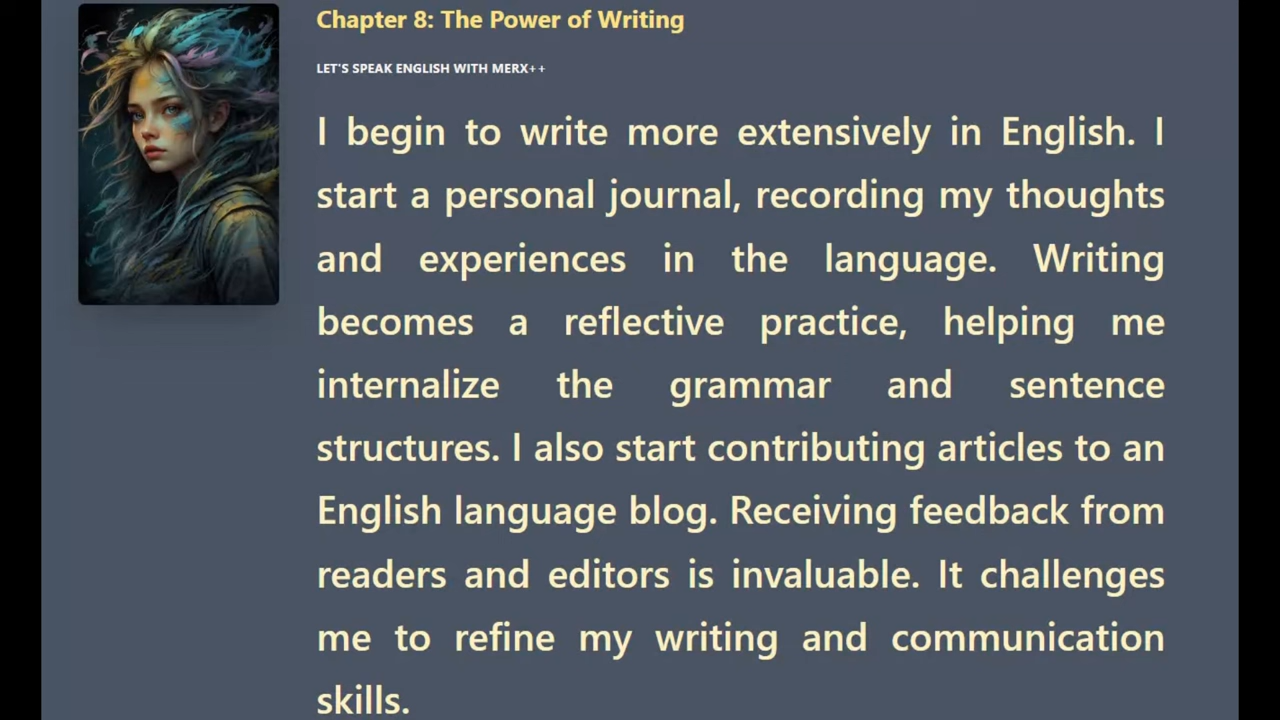 Chapter 8: The Power of Writing
LET'S SPEAK ENGLISH WITH MERX++
I begin to write more extensively in English. I
start a personal journal, recording my thoughts
and experiences in the language. Writing
becomes a reflective practice, helping me
internalize the grammar and sentence
structures. I also start contributing articles to an
English language blog. Receiving feedback from
readers and editors is invaluable. It challenges
me to refine my writing and communication
skills.